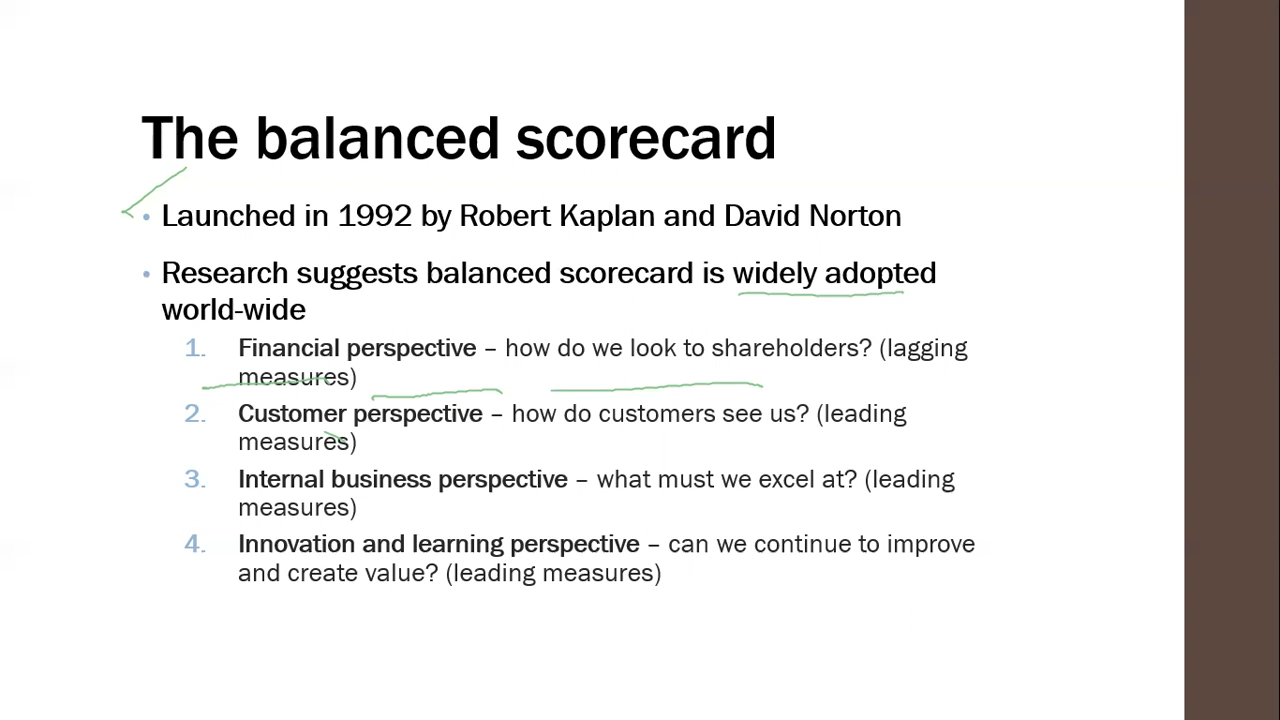 The balanced scorecard
• Launched in 1992 by Robert Kaplan and David Norton
• Research suggests balanced scorecard is widely adopted
world-wide
1. Financial perspective – how do we look to shareholders? (lagging
measures)
2. Customer perspective – how do customers see us? (leading
measures)
3. Internal business perspective – what must we excel at? (leading
measures)
4. Innovation and learning perspective – can we continue to improve
and create value? (leading measures)